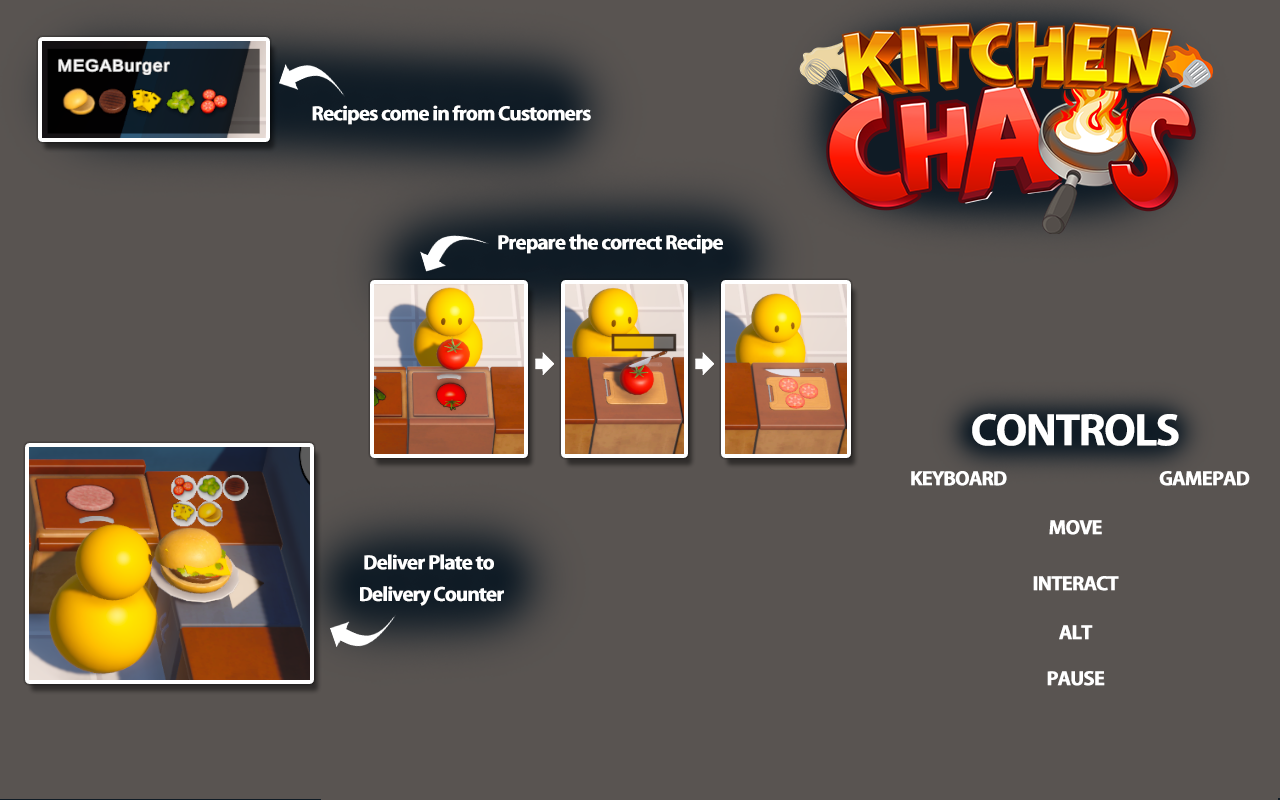 MEGABurger
Recipes come in from Customers
KITCHEN
CHAOS
Prepare the correct Recipe
Deliver Plate to
Delivery Counter
CONTROLS
KEYBOARD GAMEPAD
MOVE
INTERACT
ALT
PAUSE